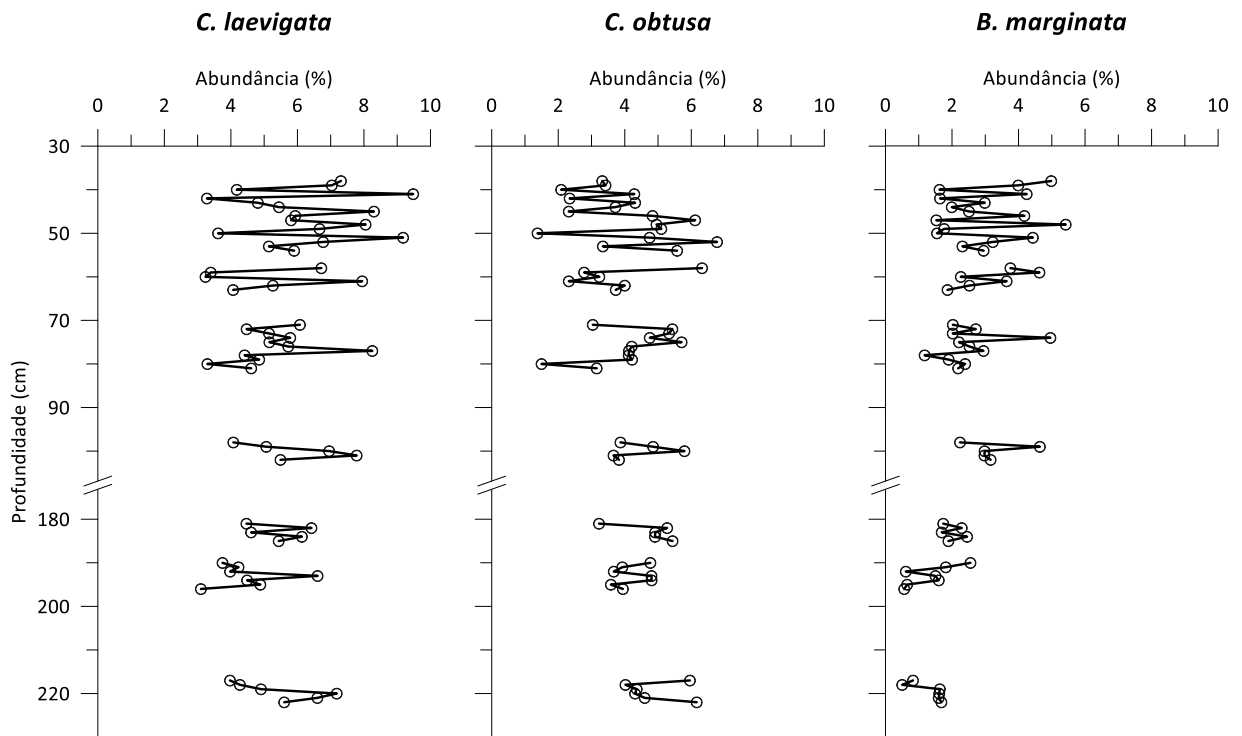 C. laevigata C. obtusa B. marginata
Abundância (%) Abundância (%) Abundância (%)
0 2 4 6 8 10 0 2 4 6 8 10 0 2 4 6 8 10
30
50
70
90
Profundidade (cm)
180
200
220